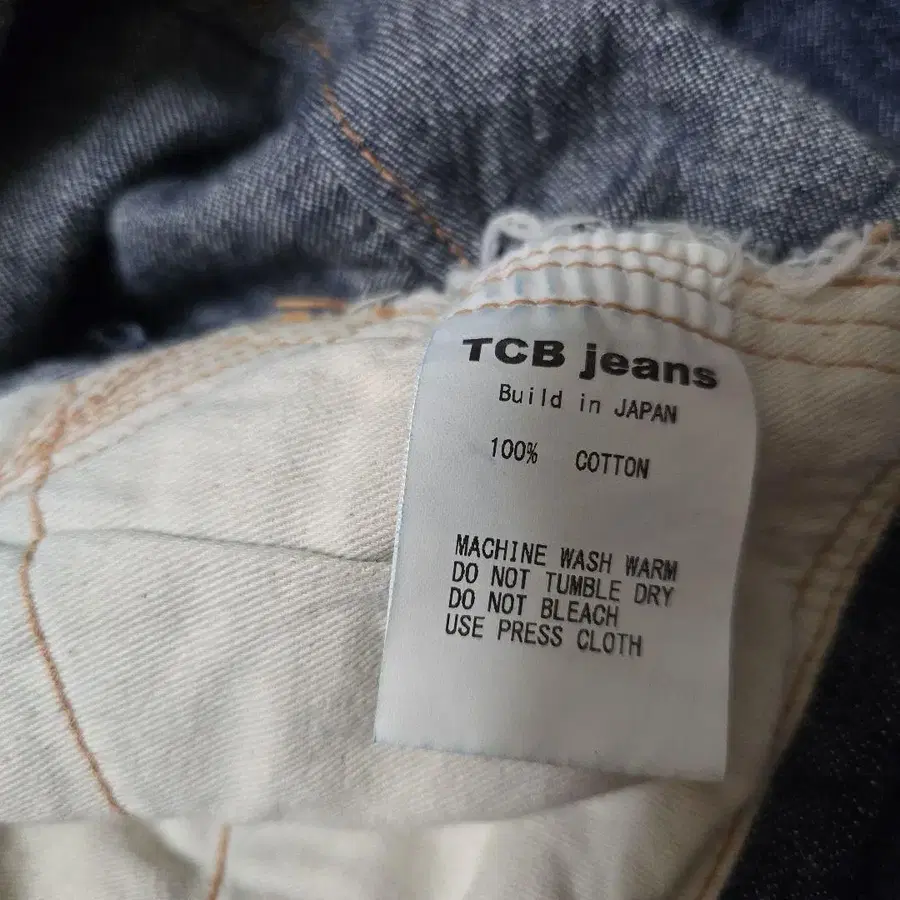 TCB jeans
Build in JAPAN
100% COTTON
MACHINE WASH WARM
DO NOT TUMBLE DRY
DO NOT BLEACH
USE PRESS CLOTH